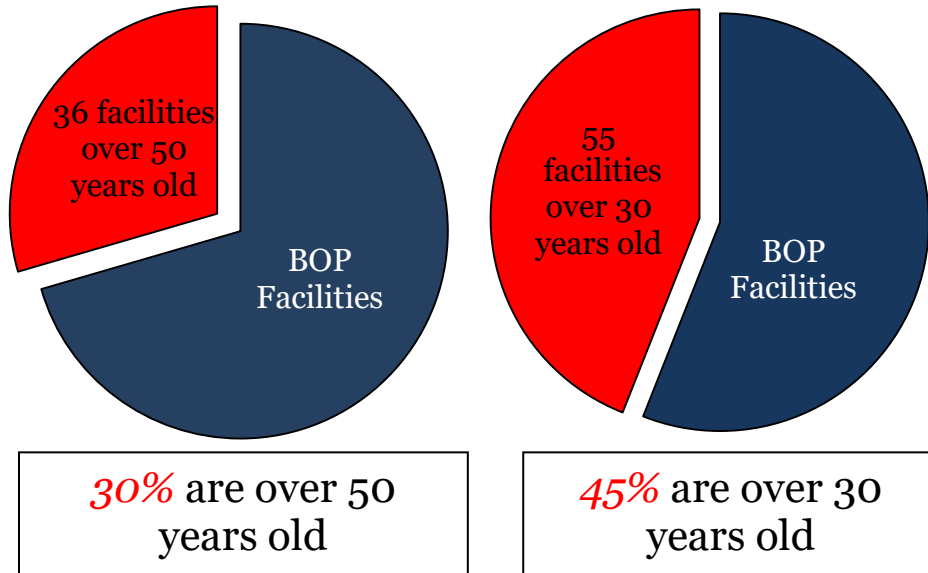 36 facilities
over 50
years old
BOP
Facilities
55
facilities
over 30
years old
BOP
Facilities
30% are over 50
years old
45% are over 30
years old